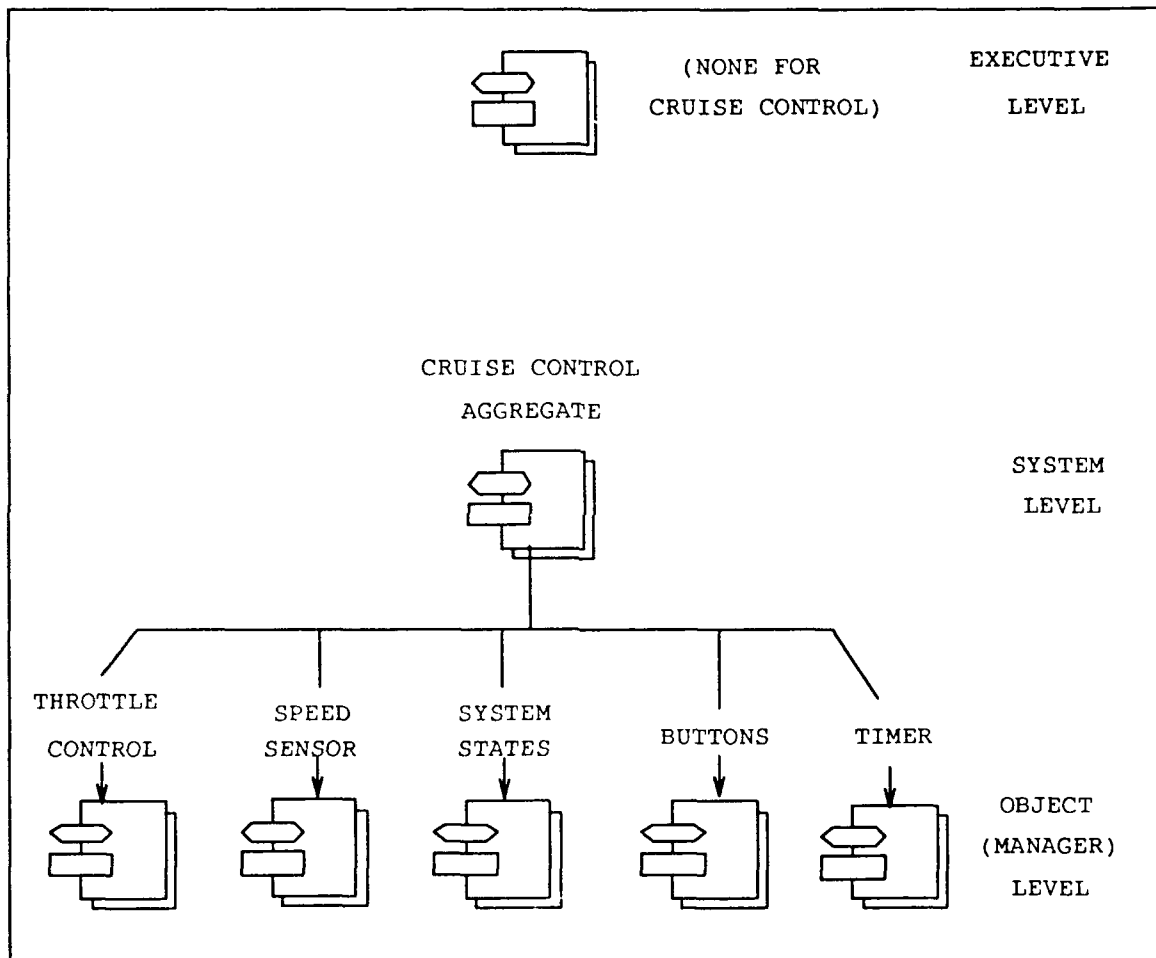 (NONE FOR
CRUISE CONTROL)
EXECUTIVE
LEVEL
CRUISE CONTROL
AGGREGATE
SYSTEM
LEVEL
THROTTLE
CONTROL
SPEED
SENSOR
SYSTEM
STATES
BUTTONS
TIMER
OBJECT
(MANAGER)
LEVEL